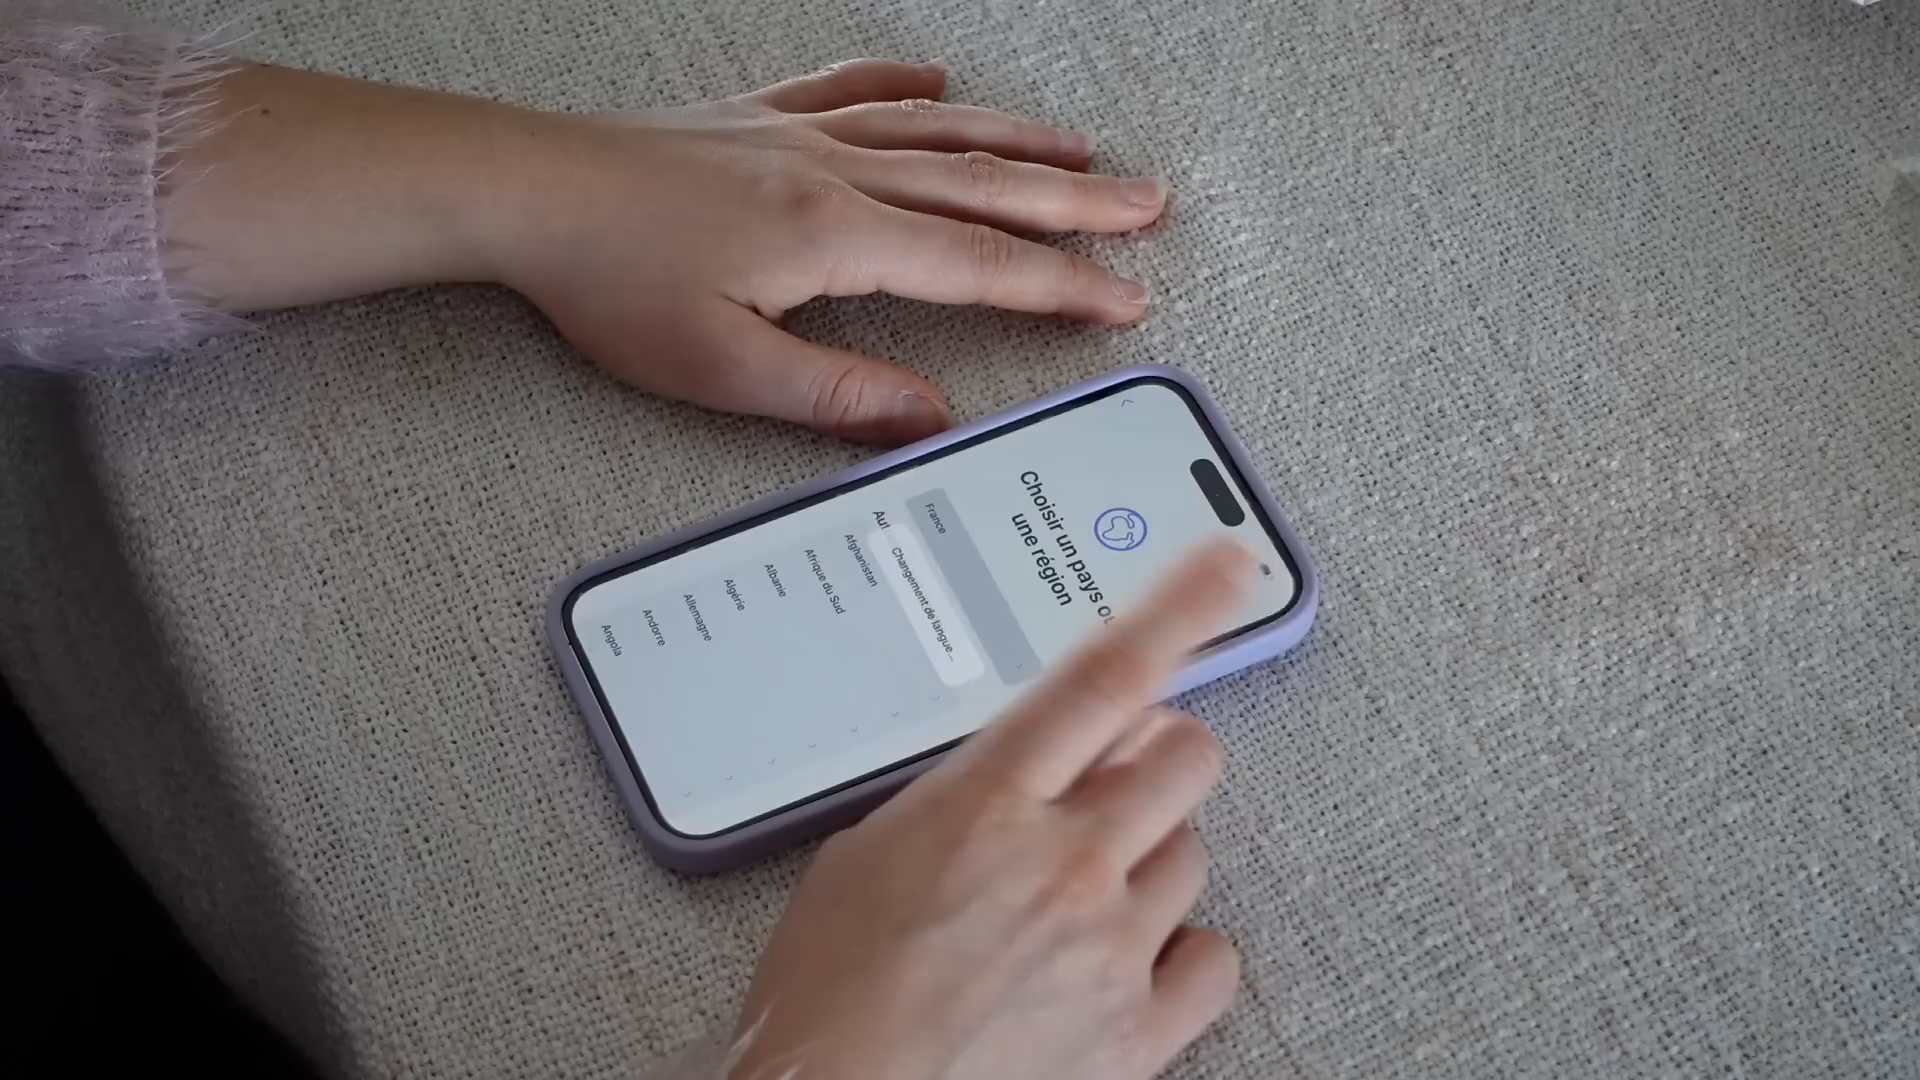 Choisir un pays ou
une région
France
Changement de langue...
Afghanistan
Afrique du Sud
Albanie
Algérie
Allemagne
Andorre
Angola